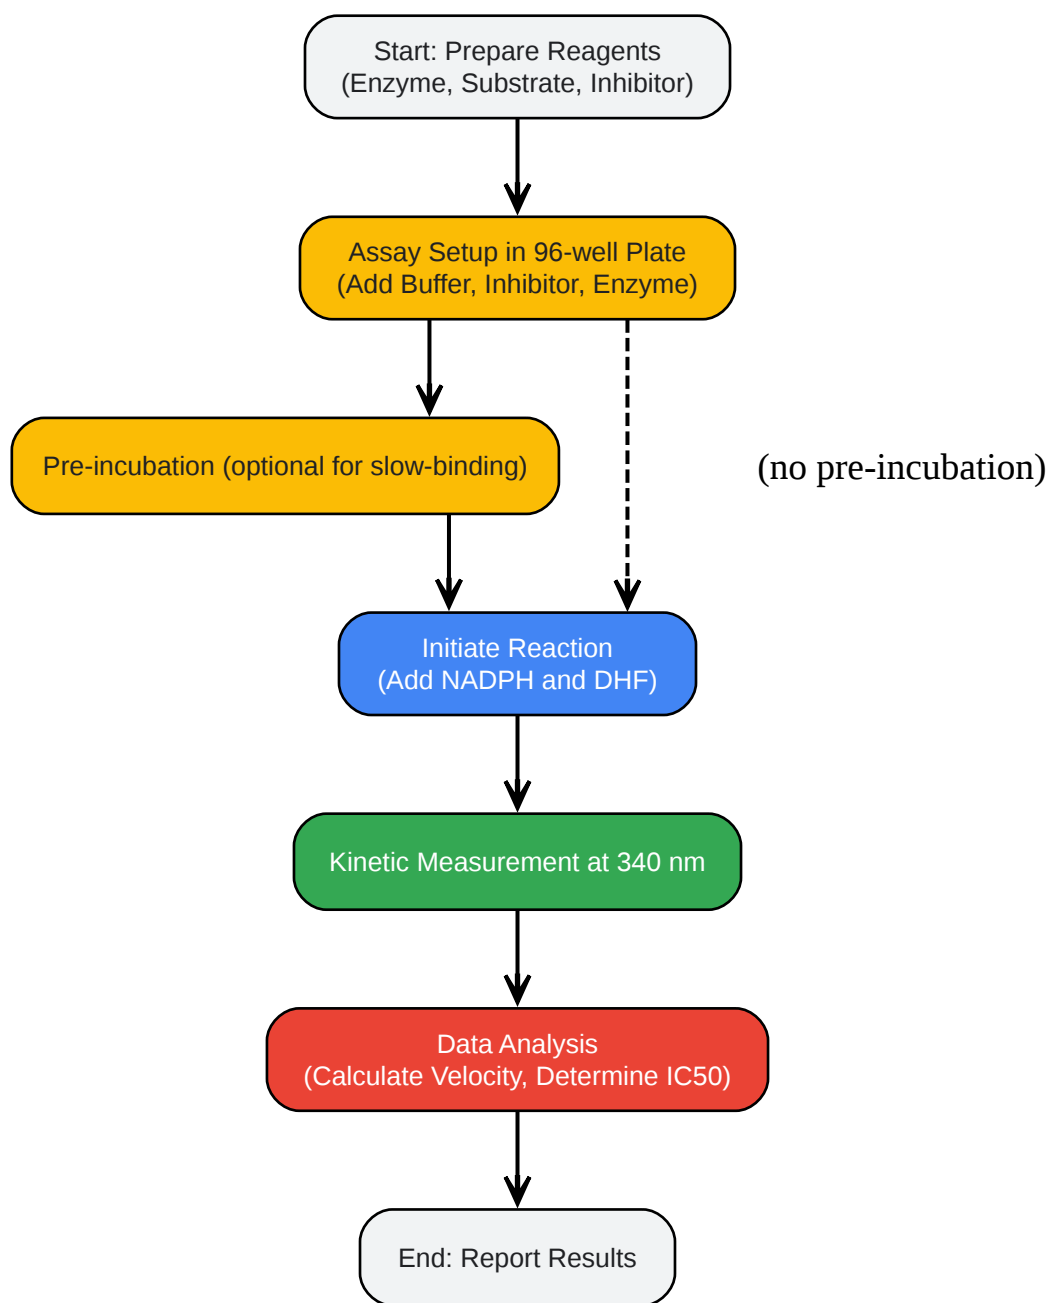 Start: Prepare Reagents
(Enzyme, Substrate, Inhibitor)
Assay Setup in 96-well Plate
(Add Buffer, Inhibitor, Enzyme)
Pre-incubation (optional for slow-binding)
(no pre-incubation)
Initiate Reaction
(Add NADPH and DHF)
Kinetic Measurement at 340 nm
Data Analysis
(Calculate Velocity, Determine IC50)
End: Report Results